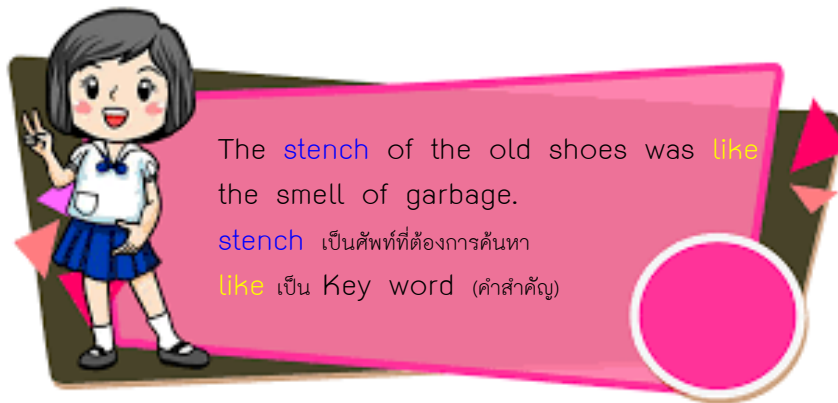 The stench of the old shoes was like
the smell of garbage.
stench เป็นศัพท์ที่ต้องการค้นหา
like เป็น Key word (คำสำคัญ)